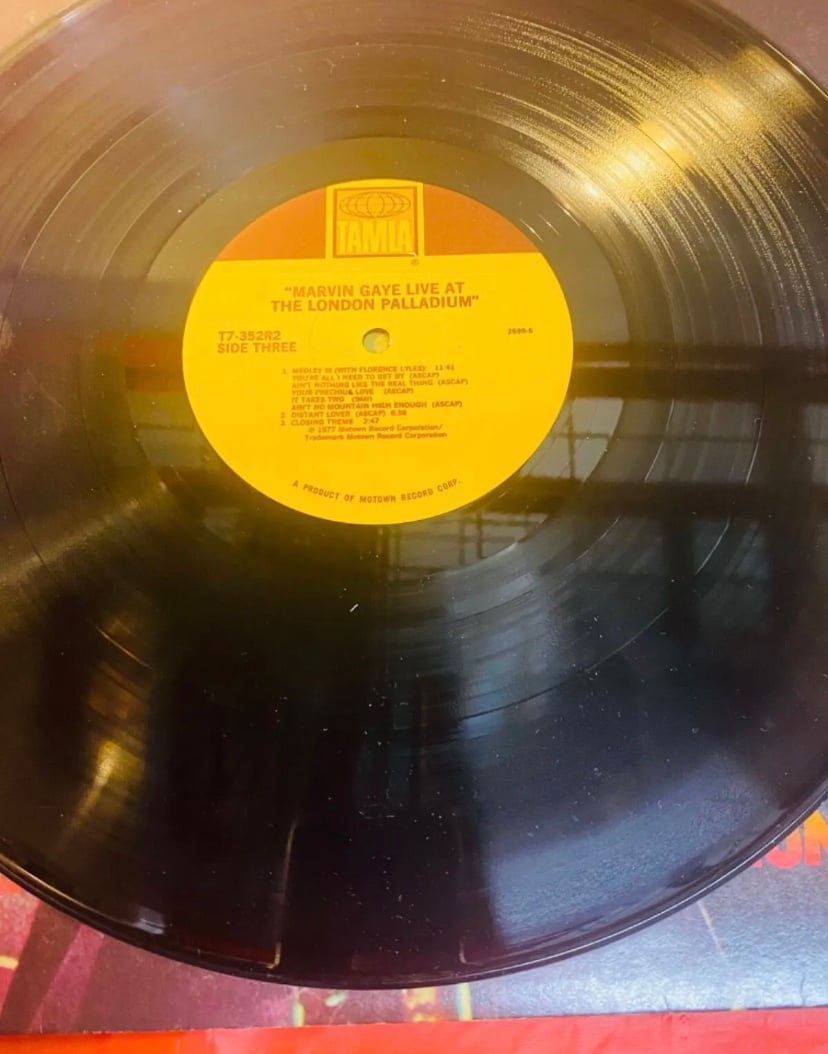 TAMLA
®
"MARVIN GAYE LIVE AT
THE LONDON PALLADIUM"
T7-352R2
SIDE THREE
2695-S
1. MEDLEY III (WITH FLORENCE LYLES): 11:41
YOU'RE ALL I NEED TO GET BY (ASCAP)
AIN'T NOTHING LIKE THE REAL THING (ASCAP)
YOUR PRECIOUS LOVE (ASCAP)
IT TAKES TWO (BMI)
AIN'T NO MOUNTAIN HIGH ENOUGH (ASCAP)
2. DISTANT LOVER (ASCAP) 6:38
3. CLOSING THEME 2:47
℗ 1977 Motown Record Corporation/
Trademark Motown Record Corporation
A PRODUCT OF MOTOWN RECORD CORP.